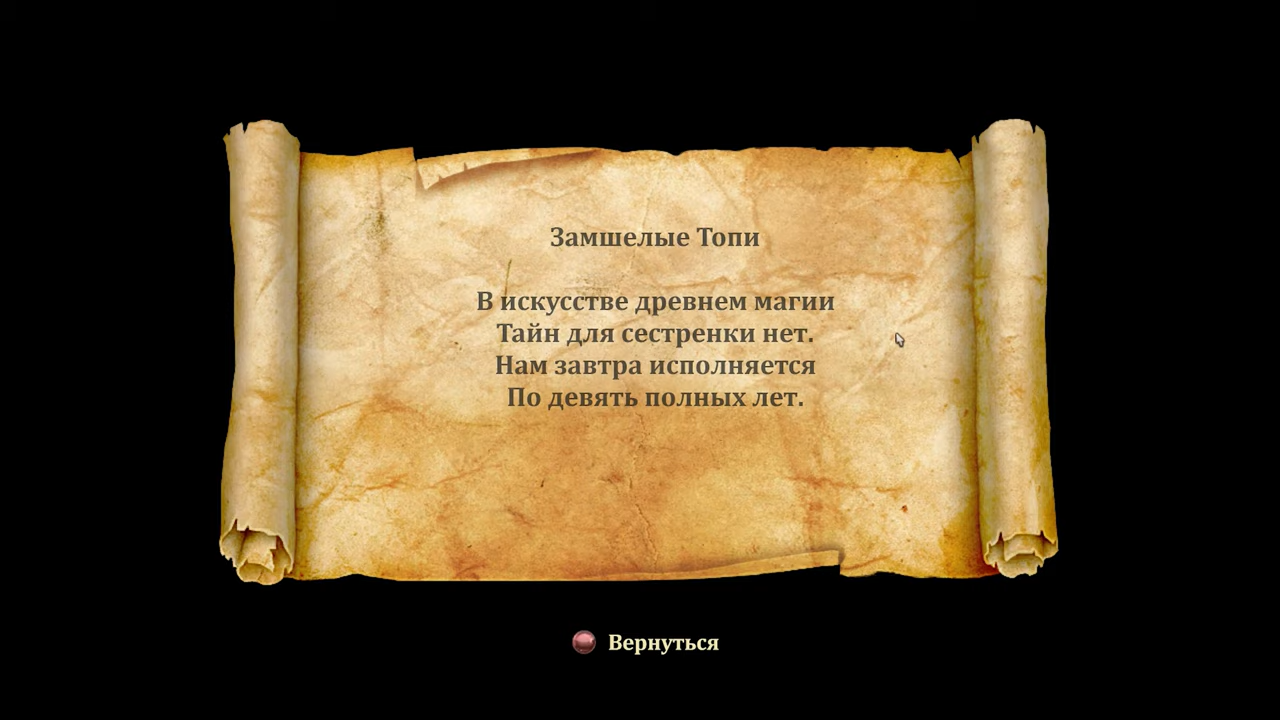 Замшелые Топи
В искусстве древнем магии
Тайн для сестренки нет.
Нам завтра исполняется
По девять полных лет.
Вернуться